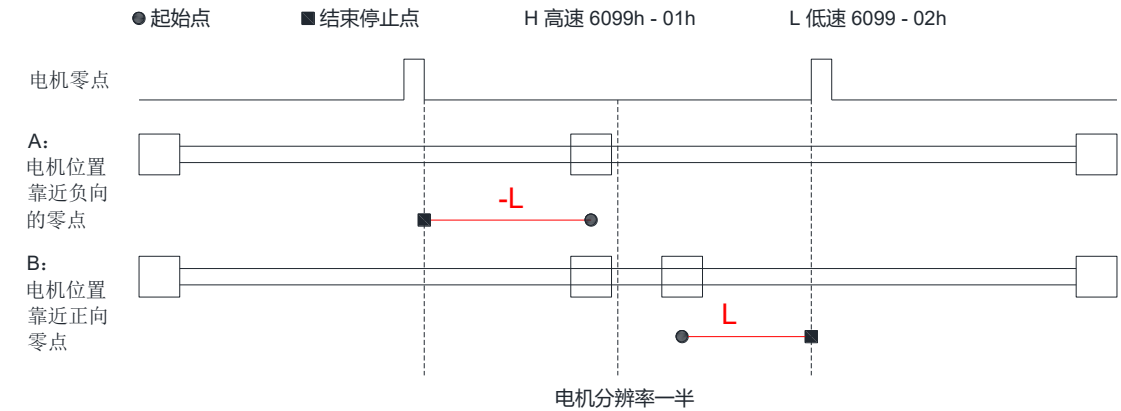 起始点 结束停止点 H 高速 6099h - 01h L 低速 6099 - 02h
电机零点
A:
电机位置
靠近负向
的零点
-L
B:
电机位置
靠近正向
零点
L
电机分辨率一半